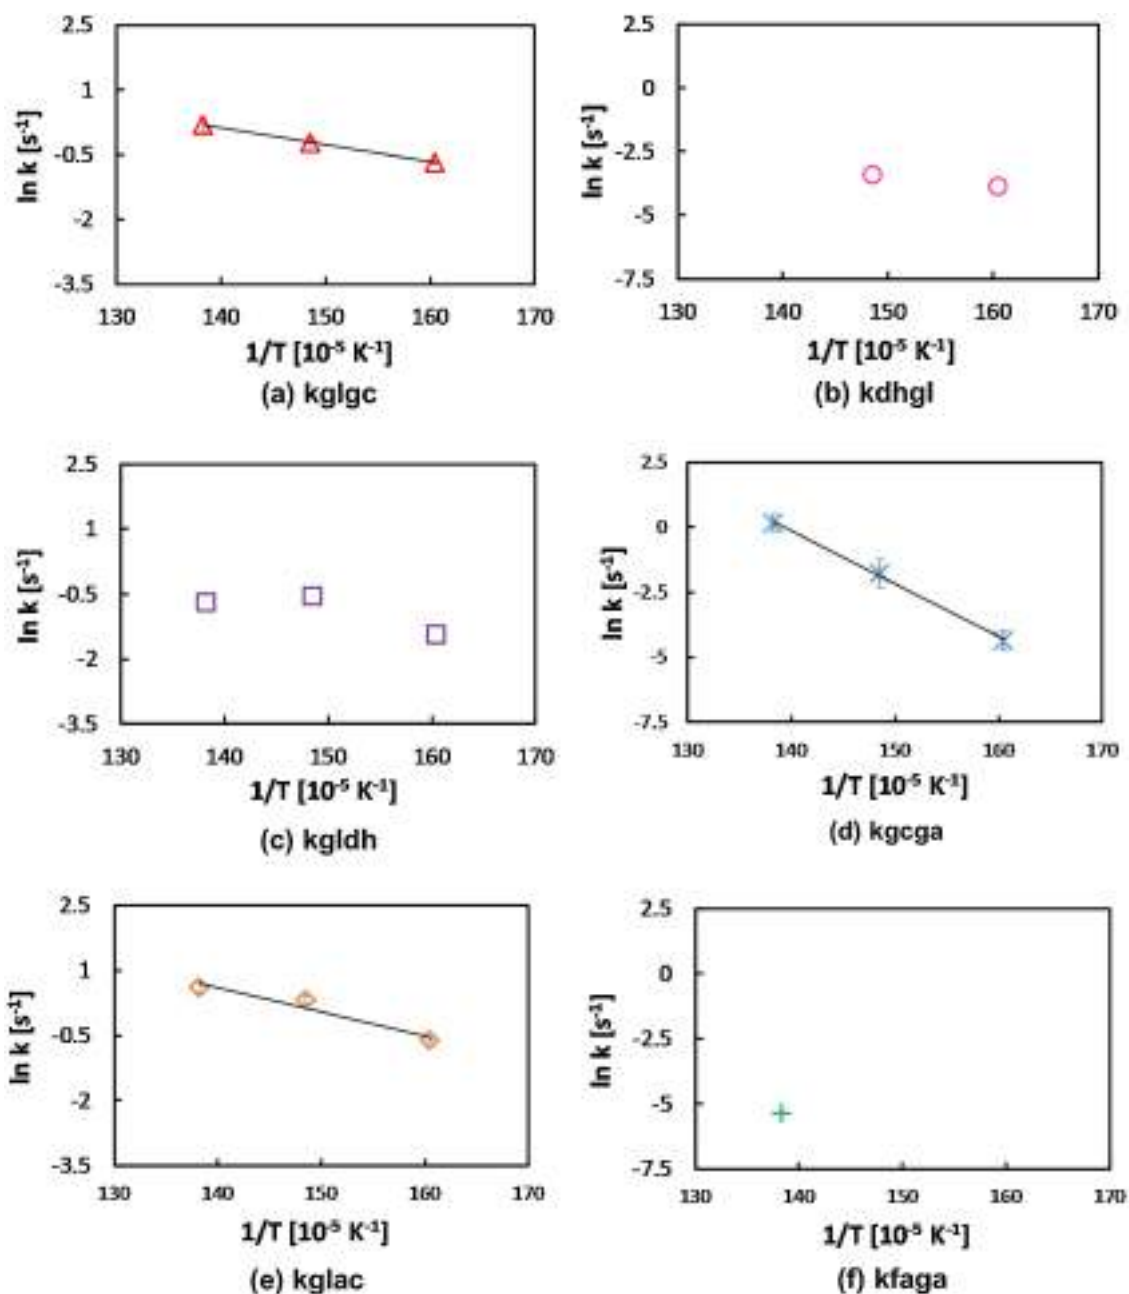 2.5
1
-0.5
-2
-3.5
ln k [s⁻¹]
130 140 150 160 170
1/T [10⁻⁵ K⁻¹]
(a) kglgc
2.5
0
-2.5
-5
-7.5
ln k [s⁻¹]
130 140 150 160 170
1/T [10⁻⁵ K⁻¹]
(b) kdhgl
2.5
1
-0.5
-2
-3.5
ln k [s⁻¹]
130 140 150 160 170
1/T [10⁻⁵ K⁻¹]
(c) kgldh
2.5
0
-2.5
-5
-7.5
ln k [s⁻¹]
130 140 150 160 170
1/T [10⁻⁵ K⁻¹]
(d) kgcga
2.5
1
-0.5
-2
-3.5
ln k [s⁻¹]
130 140 150 160 170
1/T [10⁻⁵ K⁻¹]
(e) kglac
2.5
0
-2.5
-5
-7.5
ln k [s⁻¹]
130 140 150 160 170
1/T [10⁻⁵ K⁻¹]
(f) kfaga